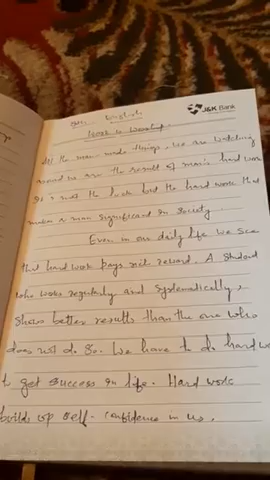 J&K Bank
English
Work is Worship.
All the man made things, we are watching
around us are the result of man's hard work
It is not the luck but the hard work that
makes a man significant in society.
Even in our daily life we see
that hard work pays rich reward. A student
who works regularly and systematically
shows better results than the one who
does not do so. We have to do hard wo
to get success in life. Hard work
builds up self-confidence in us.